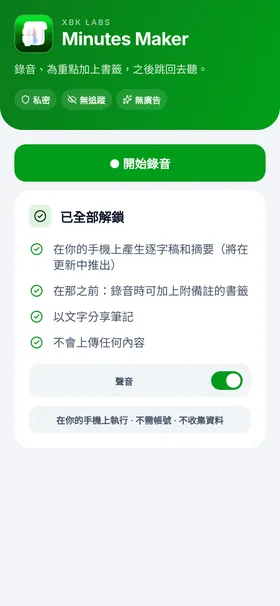 XBK LABS
Minutes Maker
錄音、為重點加上書籤,之後跳回去聽。
私密
無追蹤
無廣告
開始錄音
已全部解鎖
在你的手機上產生逐字稿和摘要(將在
更新中推出)
在那之前:錄音時可加上附備註的書籤
以文字分享筆記
不會上傳任何內容
聲音
在你的手機上執行 · 不需帳號 · 不收集資料